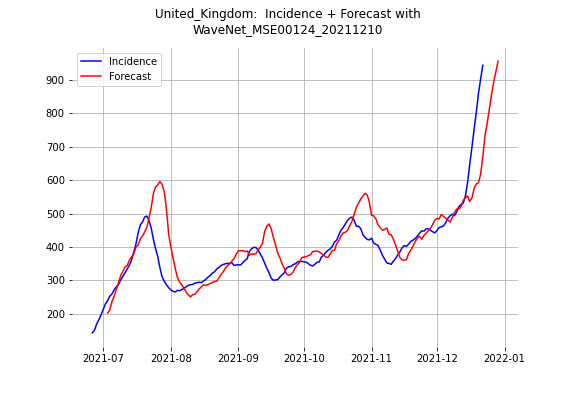 United_Kingdom:  Incidence + Forecast with
WaveNet_MSE00124_20211210
Incidence
Forecast
900
800
700
600
500
400
300
200
2021-07 2021-08 2021-09 2021-10 2021-11 2021-12 2022-01